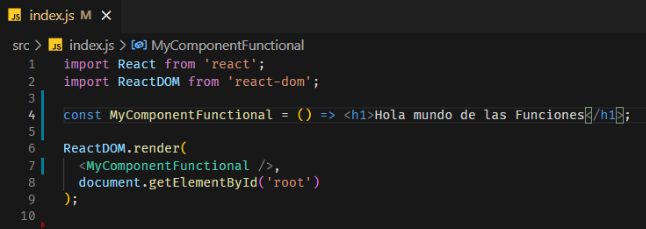 JS index.js M ×
src > JS index.js > MyComponentFunctional
1 import React from 'react';
2 import ReactDOM from 'react-dom';
3
4 const MyComponentFunctional = () => <h1>Hola mundo de las Funciones</h1>;
5
6 ReactDOM.render(
7   <MyComponentFunctional />,
8   document.getElementById('root')
9 );
10